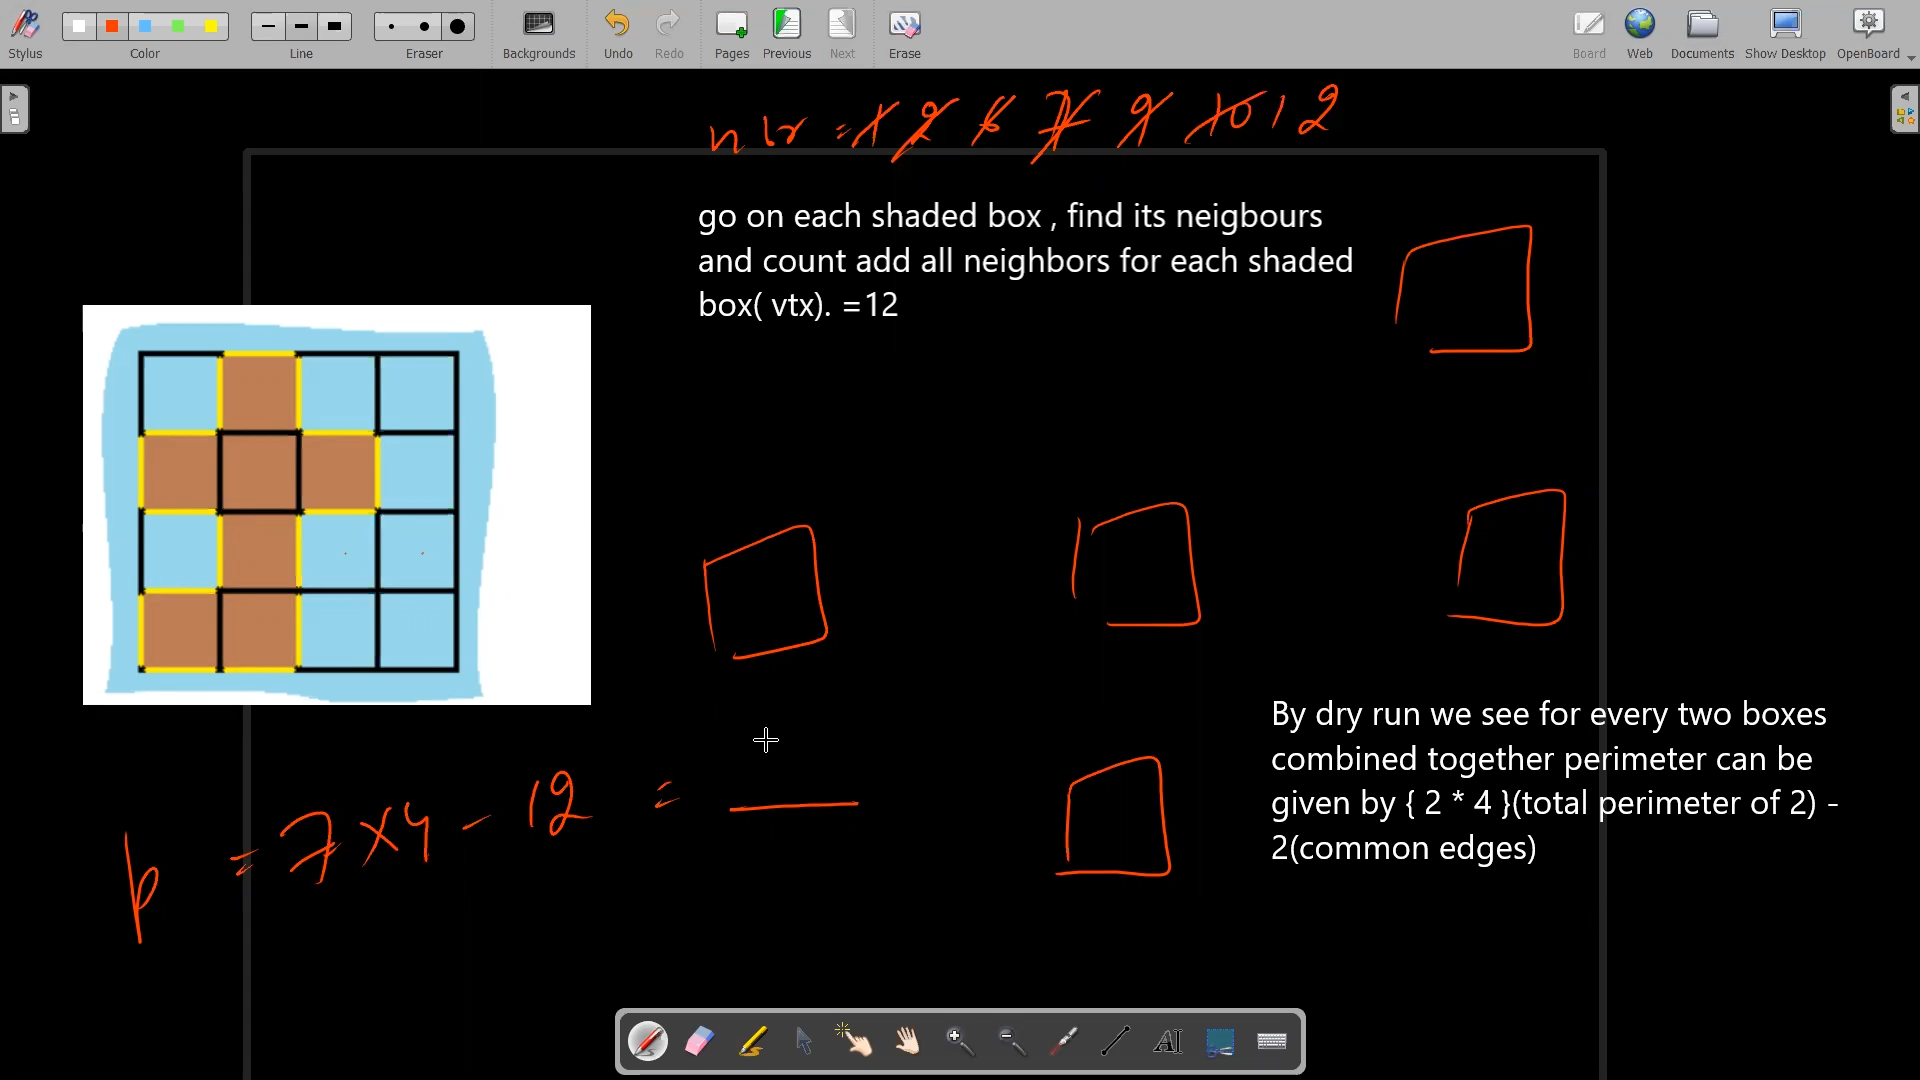 Stylus Color Line Eraser Backgrounds Undo Redo Pages Previous Next Erase Board Web Documents Show Desktop OpenBoard
nbr = 1 2 6 7 9 10 12
go on each shaded box , find its neigbours
and count add all neighbors for each shaded
box( vtx). =12
By dry run we see for every two boxes
combined together perimeter can be
given by { 2 * 4 }(total perimeter of 2) -
2(common edges)
p = 7 x 4 - 12 =